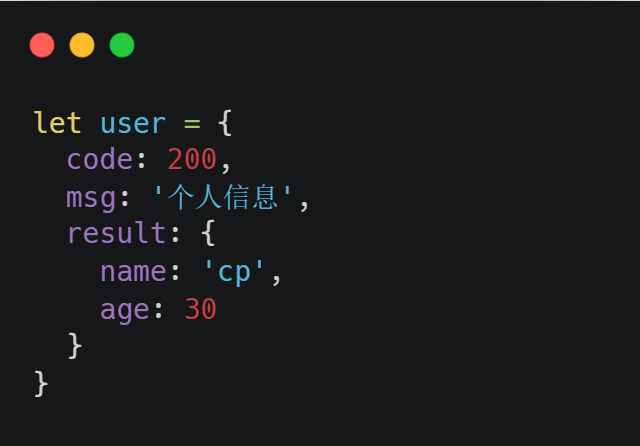 let user = {
  code: 200,
  msg: '个人信息',
  result: {
    name: 'cp',
    age: 30
  }
}